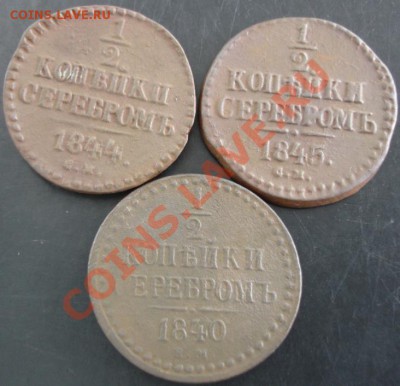 COINS.LAVE.RU
1
2
КОПѢЙКИ
СЕРЕБРОМЪ
1844.
1
2
КОПѢЙКИ
СЕРЕБРОМЪ
1845.
С.М.
1
2
КОПѢЙКИ
ЕРЕБРОМЪ
1840
COINS.LAVE.RU